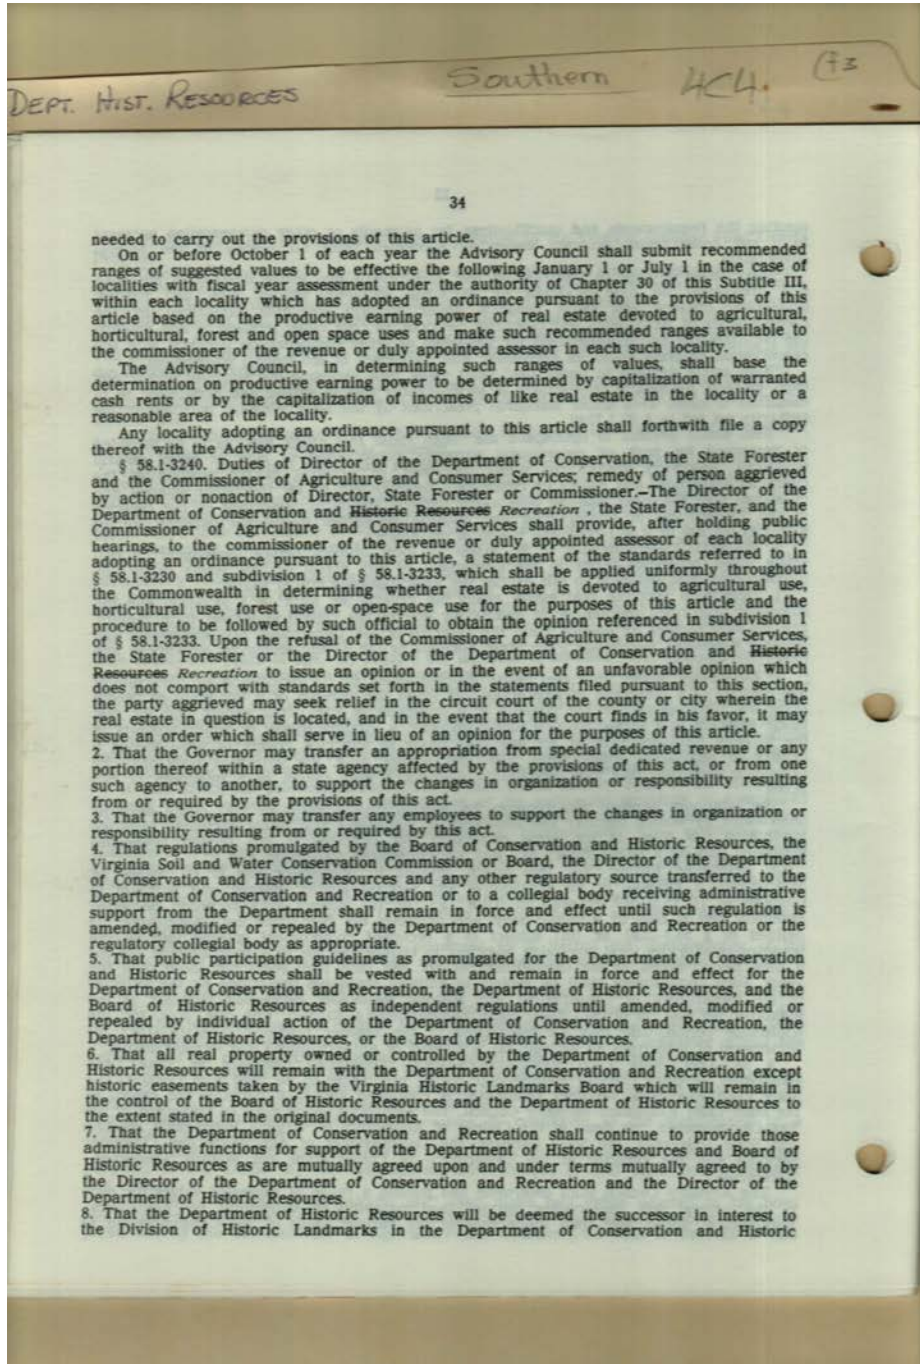 DEPT. HIST. RESOURCES
Southern
4C4.
34
needed to carry out the provisions of this article.
On or before October 1 of each year the Advisory Council shall submit recommended
ranges of suggested values to be effective the following January 1 or July 1 in the case of
localities with fiscal year assessment under the authority of Chapter 30 of this Subtitle III,
within each locality which has adopted an ordinance pursuant to the provisions of this
article based on the productive earning power of real estate devoted to agricultural,
horticultural, forest and open space uses and make such recommended ranges available to
the commissioner of the revenue or duly appointed assessor in each such locality.
The Advisory Council, in determining such ranges of values, shall base the
determination on productive earning power to be determined by capitalization of warranted
cash rents or by the capitalization of incomes of like real estate in the locality or a
reasonable area of the locality.
Any locality adopting an ordinance pursuant to this article shall forthwith file a copy
thereof with the Advisory Council.
§ 58.1-3240. Duties of Director of the Department of Conservation, the State Forester
and the Commissioner of Agriculture and Consumer Services; remedy of person aggrieved
by action or nonaction of Director, State Forester or Commissioner.—The Director of the
Department of Conservation and Historic Resources Recreation , the State Forester, and the
Commissioner of Agriculture and Consumer Services shall provide, after holding public
hearings, to the commissioner of the revenue or duly appointed assessor of each locality
adopting an ordinance pursuant to this article, a statement of the standards referred to in
§ 58.1-3230 and subdivision 1 of § 58.1-3233, which shall be applied uniformly throughout
the Commonwealth in determining whether real estate is devoted to agricultural use,
horticultural use, forest use or open-space use for the purposes of this article and the
procedure to be followed by such official to obtain the opinion referenced in subdivision 1
of § 58.1-3233. Upon the refusal of the Commissioner of Agriculture and Consumer Services,
the State Forester or the Director of the Department of Conservation and Historic
Resources Recreation to issue an opinion or in the event of an unfavorable opinion which
does not comport with standards set forth in the statements filed pursuant to this section,
the party aggrieved may seek relief in the circuit court of the county or city wherein the
real estate in question is located, and in the event that the court finds in his favor, it may
issue an order which shall serve in lieu of an opinion for the purposes of this article.
2. That the Governor may transfer an appropriation from special dedicated revenue or any
portion thereof within a state agency affected by the provisions of this act, or from one
such agency to another, to support the changes in organization or responsibility resulting
from or required by the provisions of this act.
3. That the Governor may transfer any employees to support the changes in organization or
responsibility resulting from or required by this act.
4. That regulations promulgated by the Board of Conservation and Historic Resources, the
Virginia Soil and Water Conservation Commission or Board, the Director of the Department
of Conservation and Historic Resources and any other regulatory source transferred to the
Department of Conservation and Recreation or to a collegial body receiving administrative
support from the Department shall remain in force and effect until such regulation is
amended, modified or repealed by the Department of Conservation and Recreation or the
regulatory collegial body as appropriate.
5. That public participation guidelines as promulgated for the Department of Conservation
and Historic Resources shall be vested with and remain in force and effect for the
Department of Conservation and Recreation, the Department of Historic Resources, and the
Board of Historic Resources as independent regulations until amended, modified or
repealed by individual action of the Department of Conservation and Recreation, the
Department of Historic Resources, or the Board of Historic Resources.
6. That all real property owned or controlled by the Department of Conservation and
Historic Resources will remain with the Department of Conservation and Recreation except
historic easements taken by the Virginia Historic Landmarks Board which will remain in
the control of the Board of Historic Resources and the Department of Historic Resources to
the extent stated in the original documents.
7. That the Department of Conservation and Recreation shall continue to provide those
administrative functions for support of the Department of Historic Resources and Board of
Historic Resources as are mutually agreed upon and under terms mutually agreed to by
the Director of the Department of Conservation and Recreation and the Director of the
Department of Historic Resources.
8. That the Department of Historic Resources will be deemed the successor in interest to
the Division of Historic Landmarks in the Department of Conservation and Historic